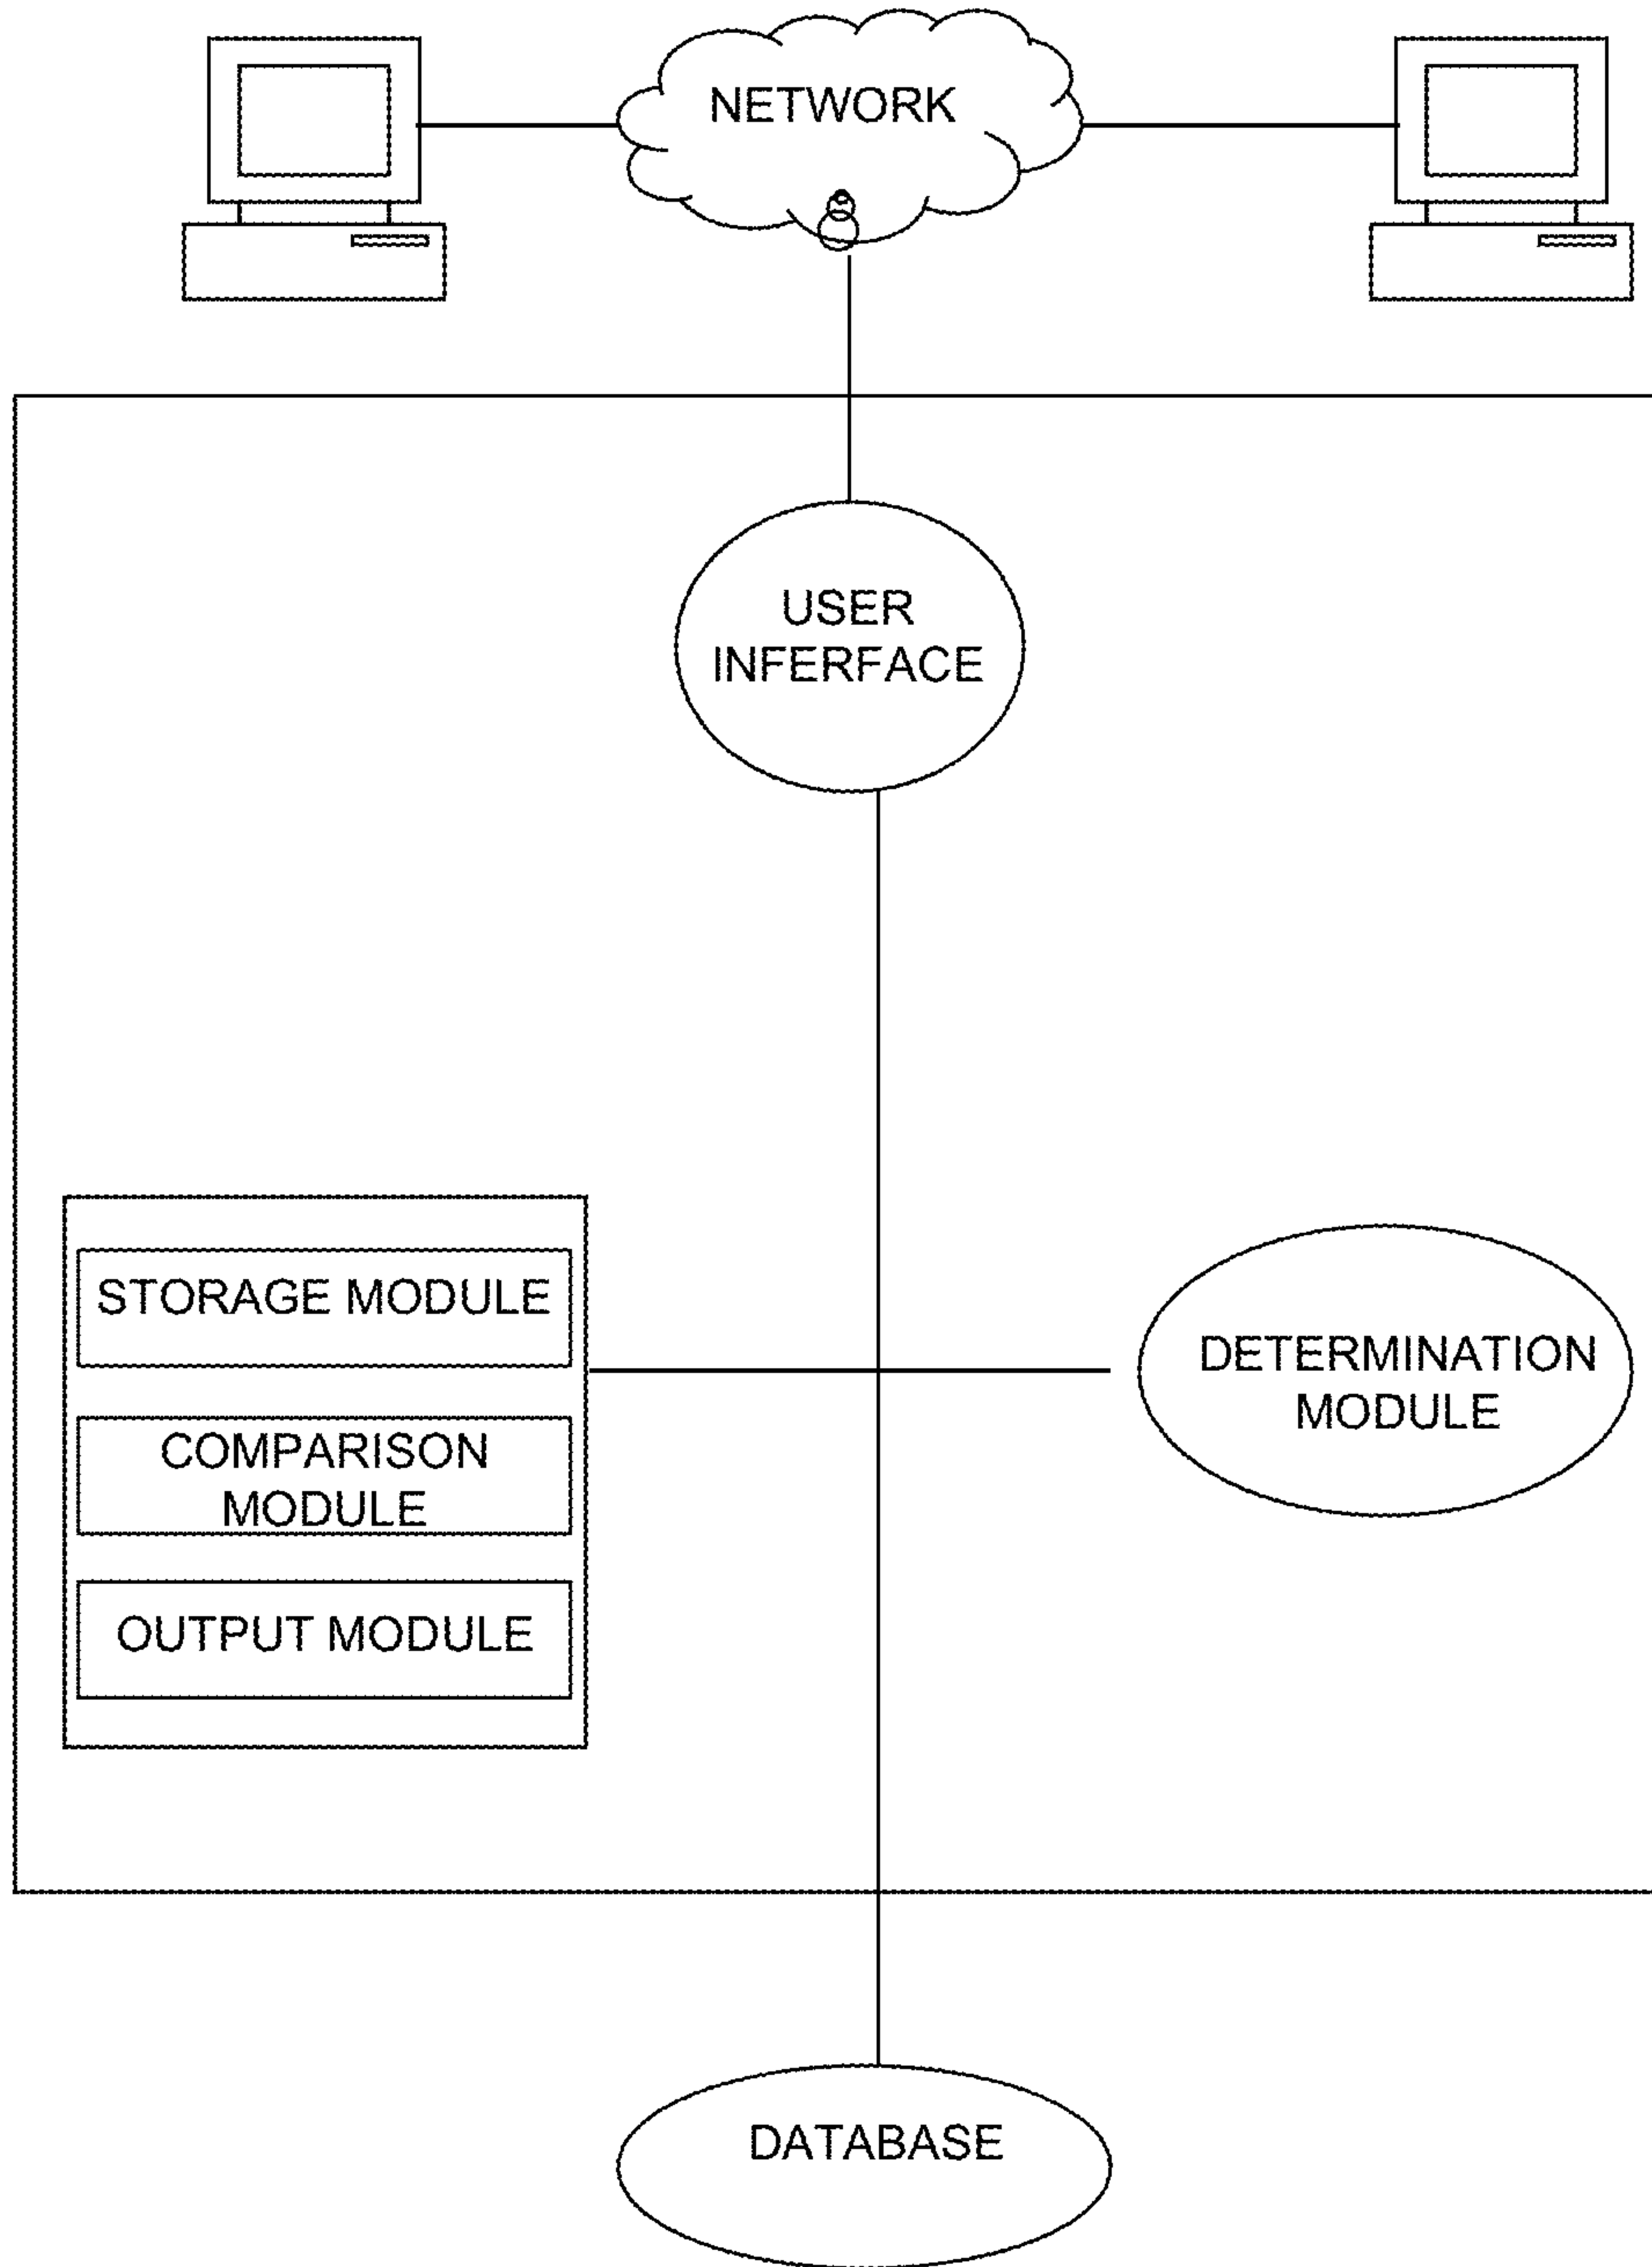 NETWORK
USER
INFERFACE
STORAGE MODULE
COMPARISON
MODULE
OUTPUT MODULE
DETERMINATION
MODULE
DATABASE